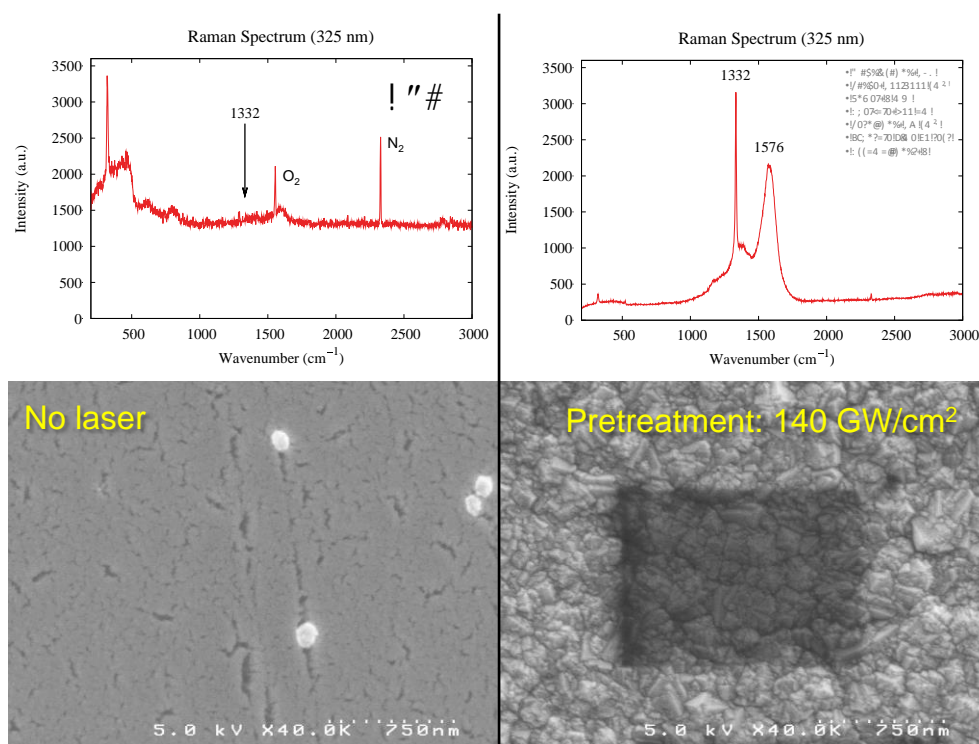 Raman Spectrum (325 nm)
3500
3000
2500
2000
1500
1000
500
0
Intensity (a.u.)
1332
O₂
N₂
! "#
500
1000
1500
2000
2500
3000
Wavenumber (cm⁻¹)
Raman Spectrum (325 nm)
3500
3000
2500
2000
1500
1000
500
0
Intensity (a.u.)
1332
1576
500
1000
1500
2000
2500
3000
Wavenumber (cm⁻¹)
No laser
5.0 kV X40.0K 750nm
Pretreatment: 140 GW/cm²
5.0 kV X40.0K 750nm